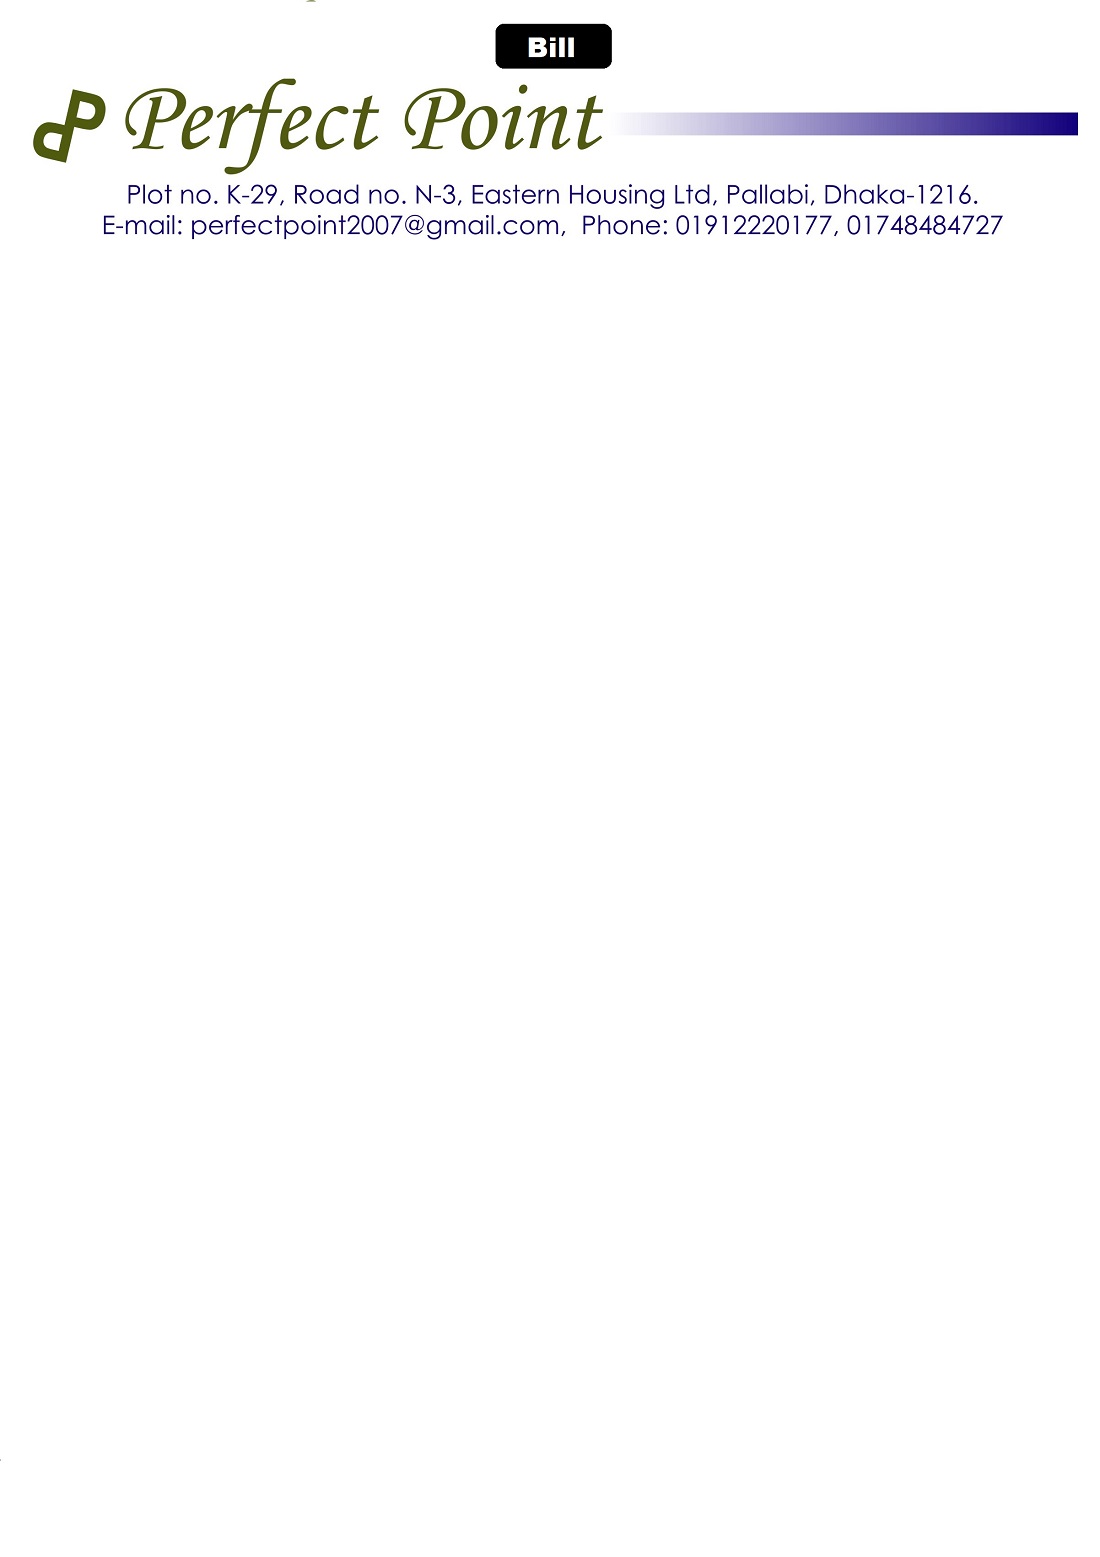 Bill
PP Perfect Point
Plot no. K-29, Road no. N-3, Eastern Housing Ltd, Pallabi, Dhaka-1216.
E-mail: perfectpoint2007@gmail.com, Phone: 01912220177, 01748484727